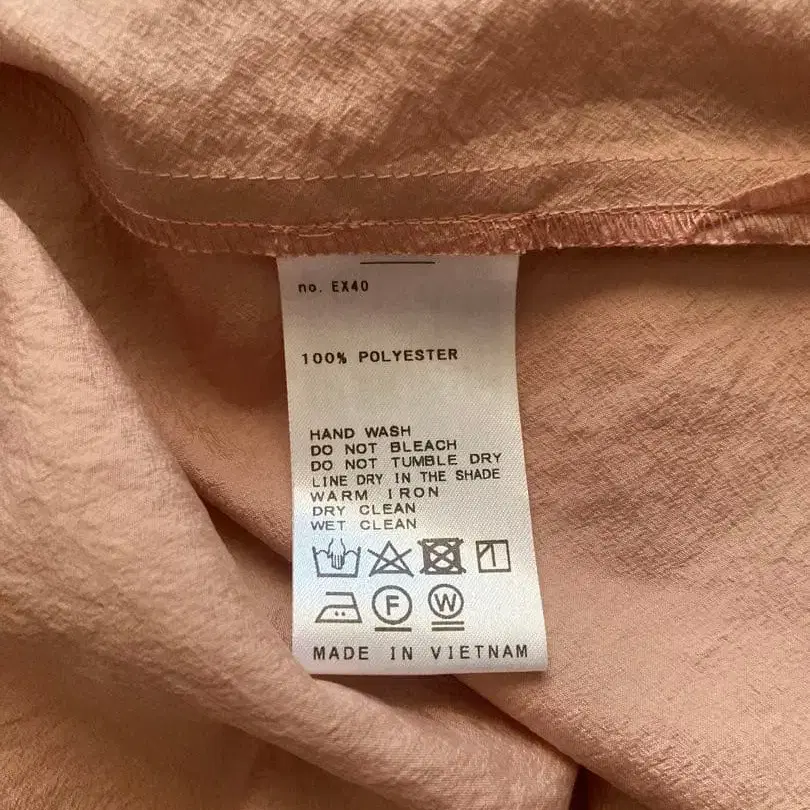 no. EX40
100% POLYESTER
HAND WASH
DO NOT BLEACH
DO NOT TUMBLE DRY
LINE DRY IN THE SHADE
WARM IRON
DRY CLEAN
WET CLEAN
F W
MADE IN VIETNAM